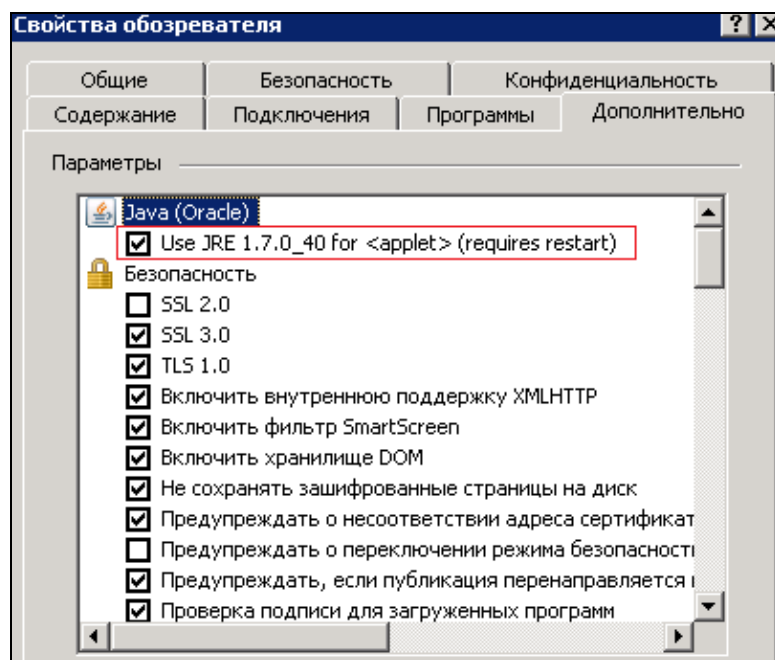 Свойства обозревателя
Общие Безопасность Конфиденциальность
Содержание Подключения Программы Дополнительно
Параметры
Java (Oracle)
Use JRE 1.7.0_40 for <applet> (requires restart)
Безопасность
SSL 2.0
SSL 3.0
TLS 1.0
Включить внутреннюю поддержку XMLHTTP
Включить фильтр SmartScreen
Включить хранилище DOM
Не сохранять зашифрованные страницы на диск
Предупреждать о несоответствии адреса сертификат
Предупреждать о переключении режима безопасности
Предупреждать, если публикация перенаправляется
Проверка подписи для загруженных программ